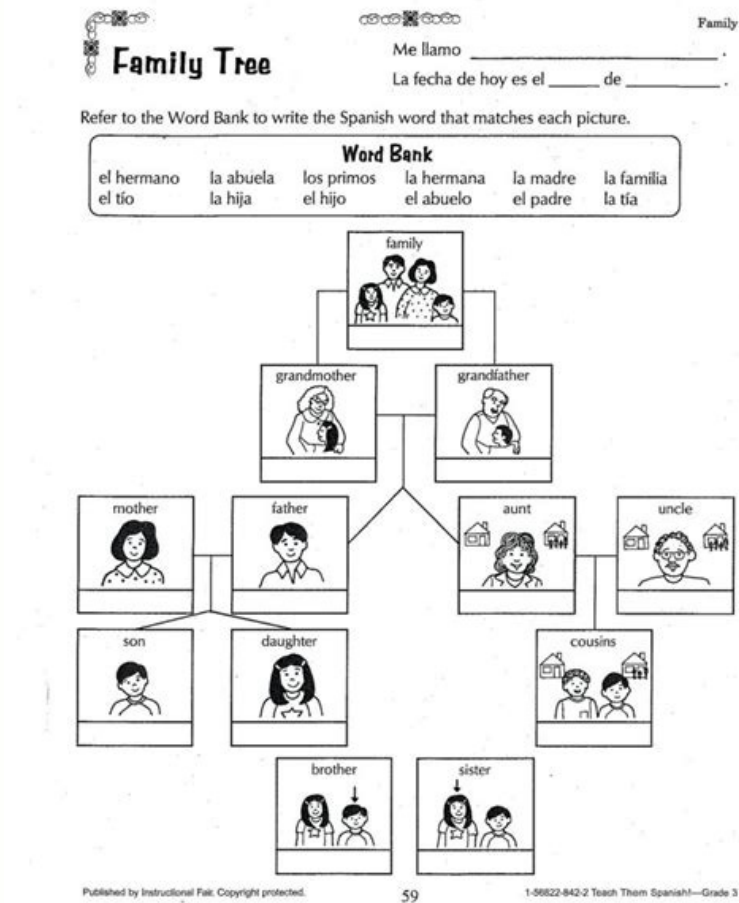 Family
Family Tree
Me llamo ____________________ .
La fecha de hoy es el _____ de _________ .
Refer to the Word Bank to write the Spanish word that matches each picture.
Word Bank
el hermano la abuela los primos la hermana la madre la familia
el tío la hija el hijo el abuelo el padre la tía
family
grandmother grandfather
mother father aunt uncle
son daughter cousins
brother sister
Published by Instructional Fair. Copyright protected. 59 1-56822-842-2 Teach Them Spanish!—Grade 3